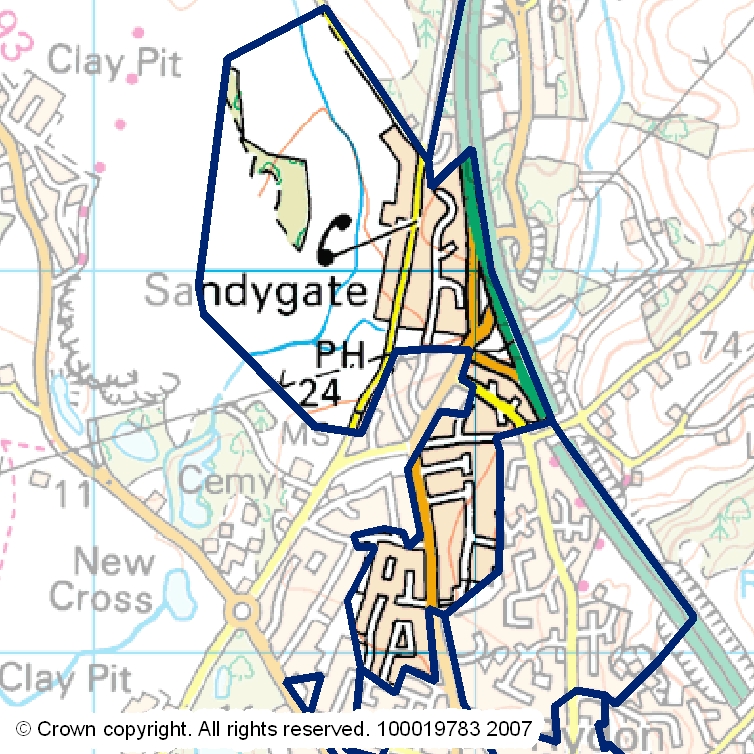 67
93
Clay Pit
Sandygate
PH
74
24
MS
11
Cemy
New
Cross
Clay Pit
© Crown copyright. All rights reserved. 100019783 2007